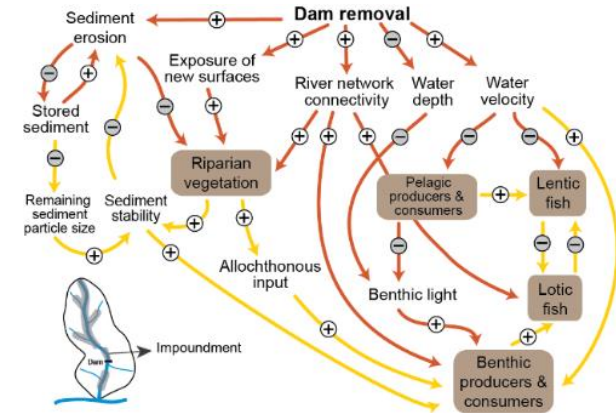 Dam removal
Sediment
erosion
Exposure of
new surfaces
River network
connectivity
Water
depth
Water
velocity
Stored
sediment
Riparian
vegetation
Pelagic
producers
& consumers
Lentic
fish
Remaining
sediment
particle size
Sediment
stability
Allochthonous
input
Benthic light
Lotic
fish
Dam
Impoundment
Benthic
producers &
consumers
+
+
+
−
+
−
+
+
−
+
+
+
−
−
−
+
−
−
+
+
−
−
+
+
+
+
−
+
+
+